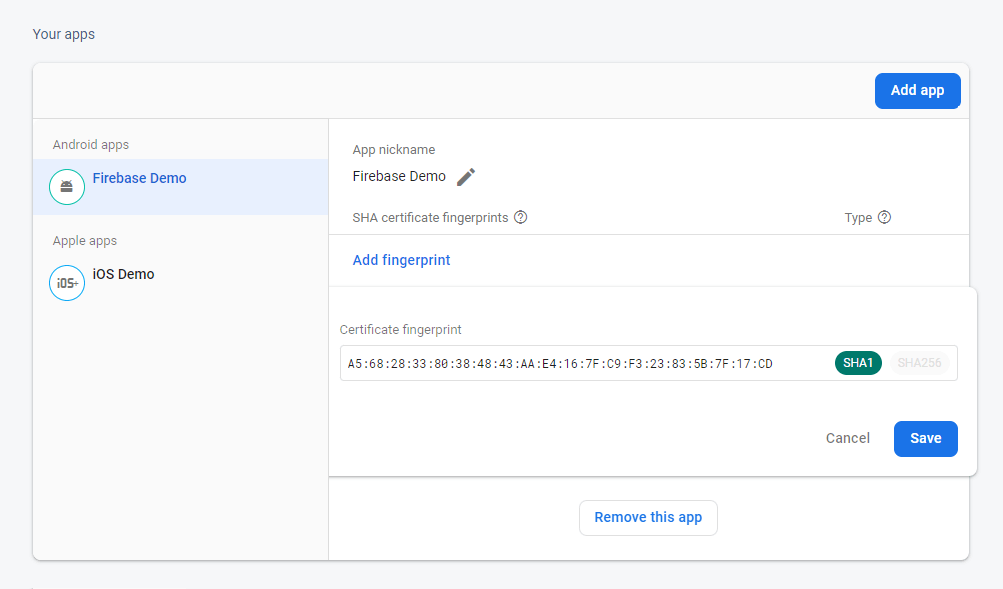 Your apps
Add app
Android apps
Firebase Demo
Apple apps
iOS+
iOS Demo
App nickname
Firebase Demo
SHA certificate fingerprints
Type
Add fingerprint
Certificate fingerprint
A5:68:28:33:80:38:48:43:AA:E4:16:7F:C9:F3:23:83:5B:7F:17:CD
SHA1
SHA256
Cancel
Save
Remove this app